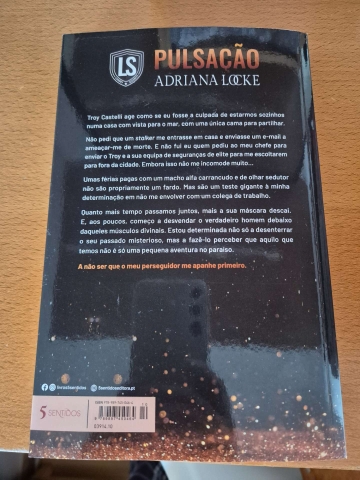 LS
PULSAÇÃO
ADRIANA LOCKE
Troy Castelli age como se eu fosse a culpada de estarmos sozinhos
numa casa com vista para o mar, com uma única cama para partilhar.
Não pedi que um stalker me entrasse em casa e enviasse um e-mail a
ameaçar-me de morte. E não fui eu quem pediu ao meu chefe para
enviar o Troy e a sua equipa de seguranças de elite para me escoltarem
para fora da cidade. Embora isso não me incomode muito...
Umas férias pagas com um macho alfa carrancudo e de olhar sedutor
não são propriamente um fardo. Mas são um teste gigante à minha
determinação em não me envolver com um colega de trabalho.
Quanto mais tempo passamos juntos, mais a sua máscara descai.
E, aos poucos, começo a desvendar o verdadeiro homem debaixo
daqueles músculos divinais. Estou determinada não só a desenterrar
o seu passado misterioso, mas a fazê-lo perceber que aquilo que
temos não é só uma pequena aventura no paraíso.
A não ser que o meu perseguidor me apanhe primeiro.
5 SENTIDOS